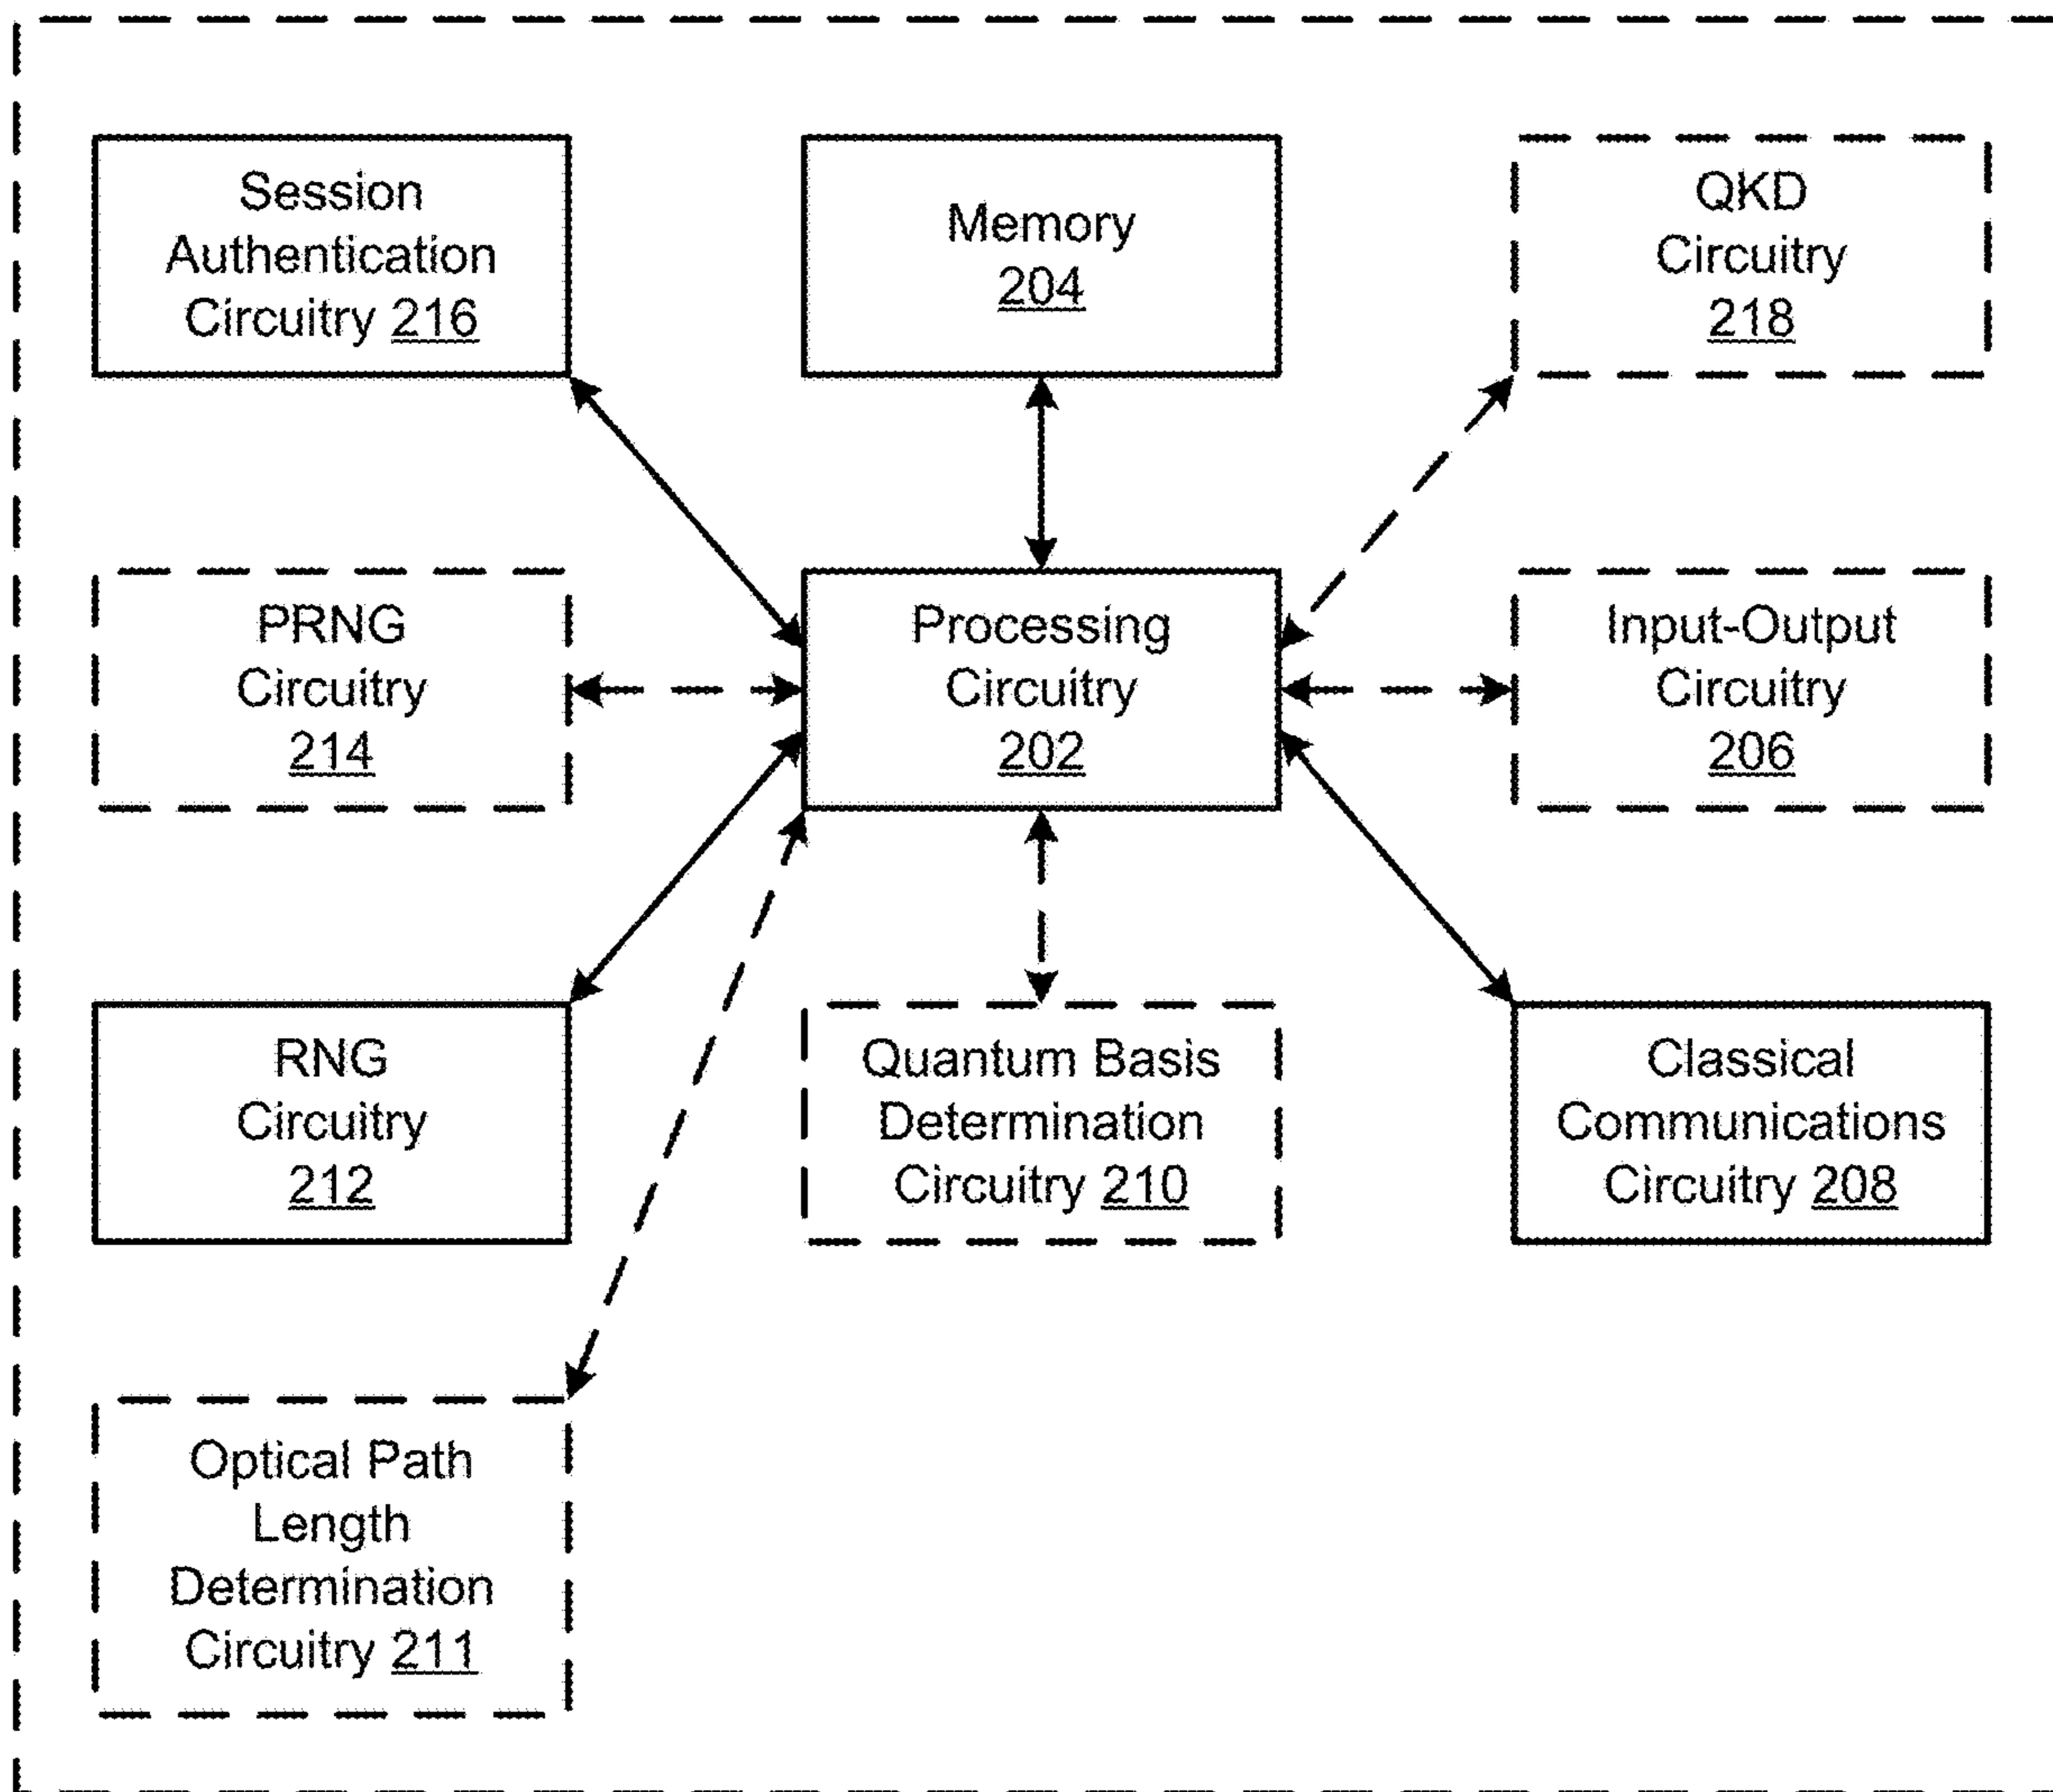 Session
Authentication
Circuitry 216
Memory
204
QKD
Circuitry
218
PRNG
Circuitry
214
Processing
Circuitry
202
Input-Output
Circuitry
206
RNG
Circuitry
212
Quantum Basis
Determination
Circuitry 210
Classical
Communications
Circuitry 208
Optical Path
Length
Determination
Circuitry 211